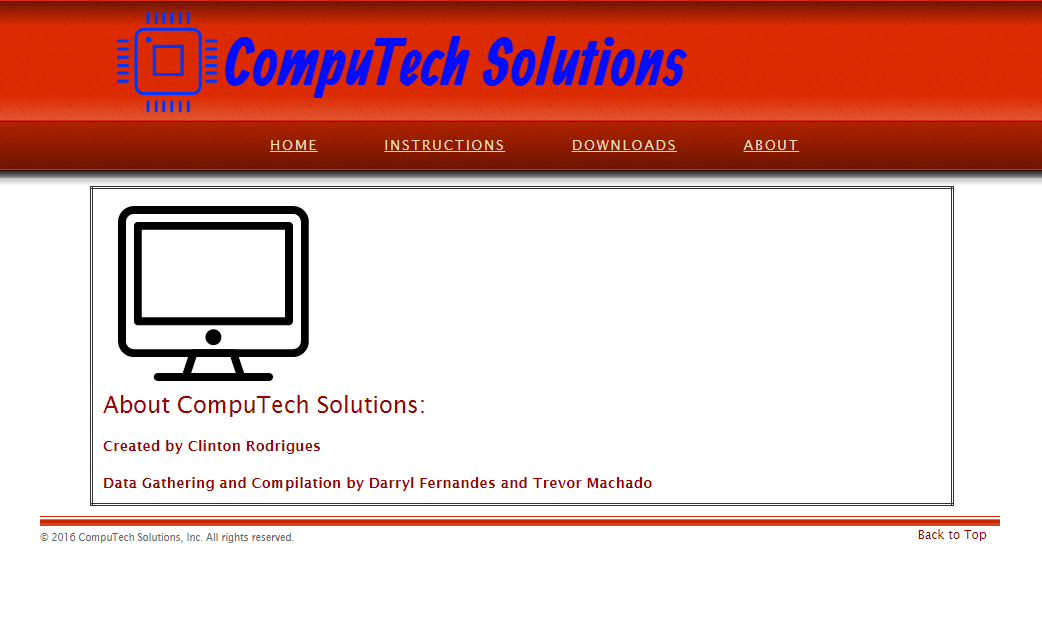 CompuTech Solutions
HOME INSTRUCTIONS DOWNLOADS ABOUT
About CompuTech Solutions:
Created by Clinton Rodrigues
Data Gathering and Compilation by Darryl Fernandes and Trevor Machado
© 2016 CompuTech Solutions, Inc. All rights reserved.
Back to Top